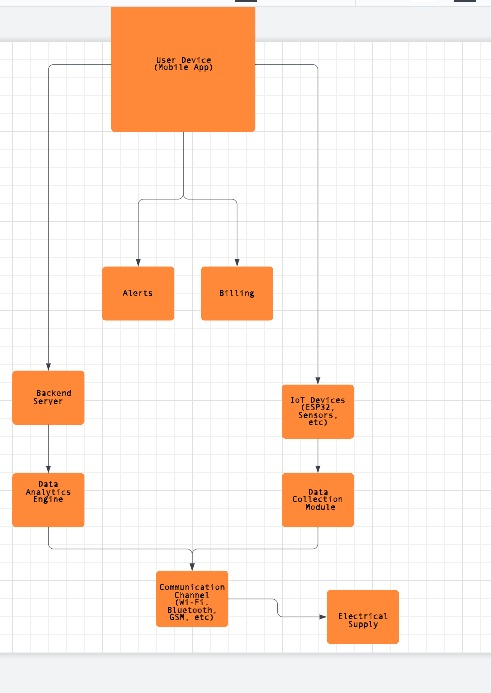 User Device
(Mobile App)
Alerts
Billing
Backend
Server
IoT Devices
(ESP32,
Sensors,
etc)
Data
Analytics
Engine
Data
Collection
Module
Communication
Channel
(Wi-Fi,
Bluetooth,
GSM, etc)
Electrical
Supply